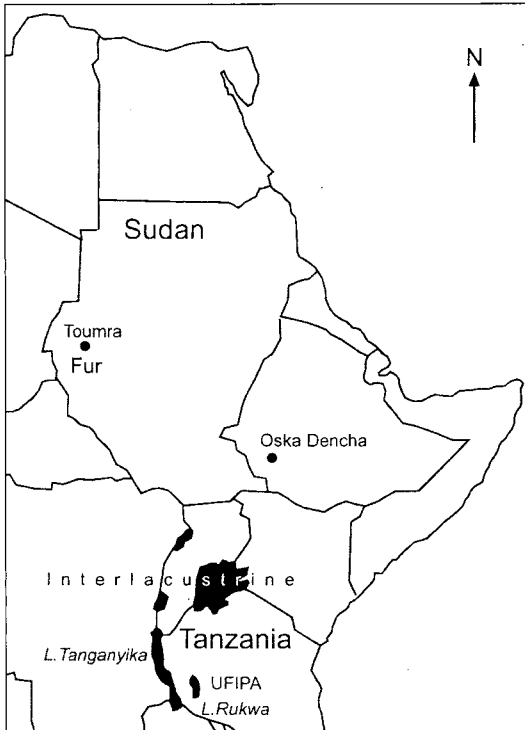 N
Sudan
Toumra
Fur
Oska Dencha
Interlacustrine
Tanzania
L.Tanganyika
UFIPA
L.Rukwa